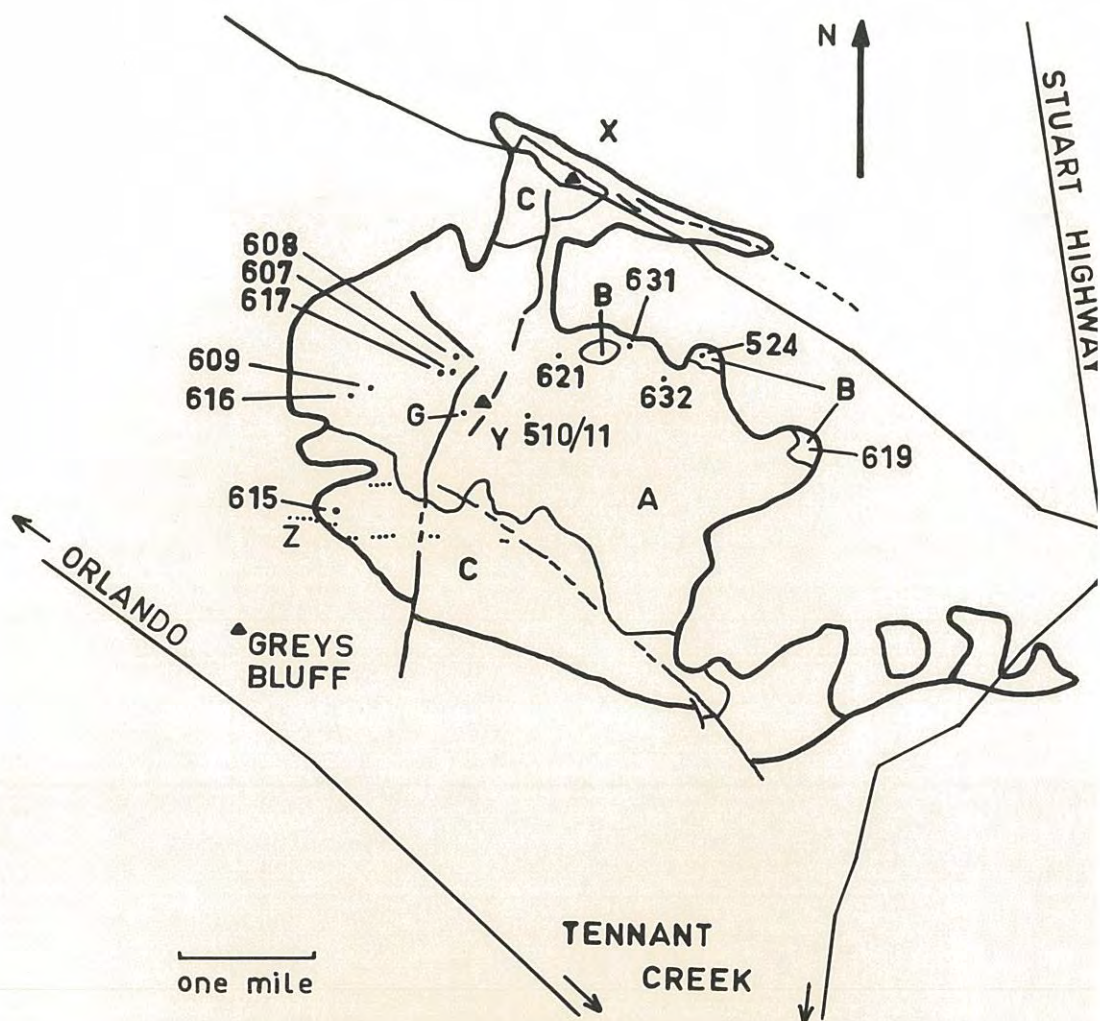 N
X
STUART HIGHWAY
C
608
607
617
B
631
524
609
616
621
632
B
G
Y
510/11
619
615
A
Z
C
ORLANDO
GREYS
BLUFF
TENNANT
CREEK
one mile